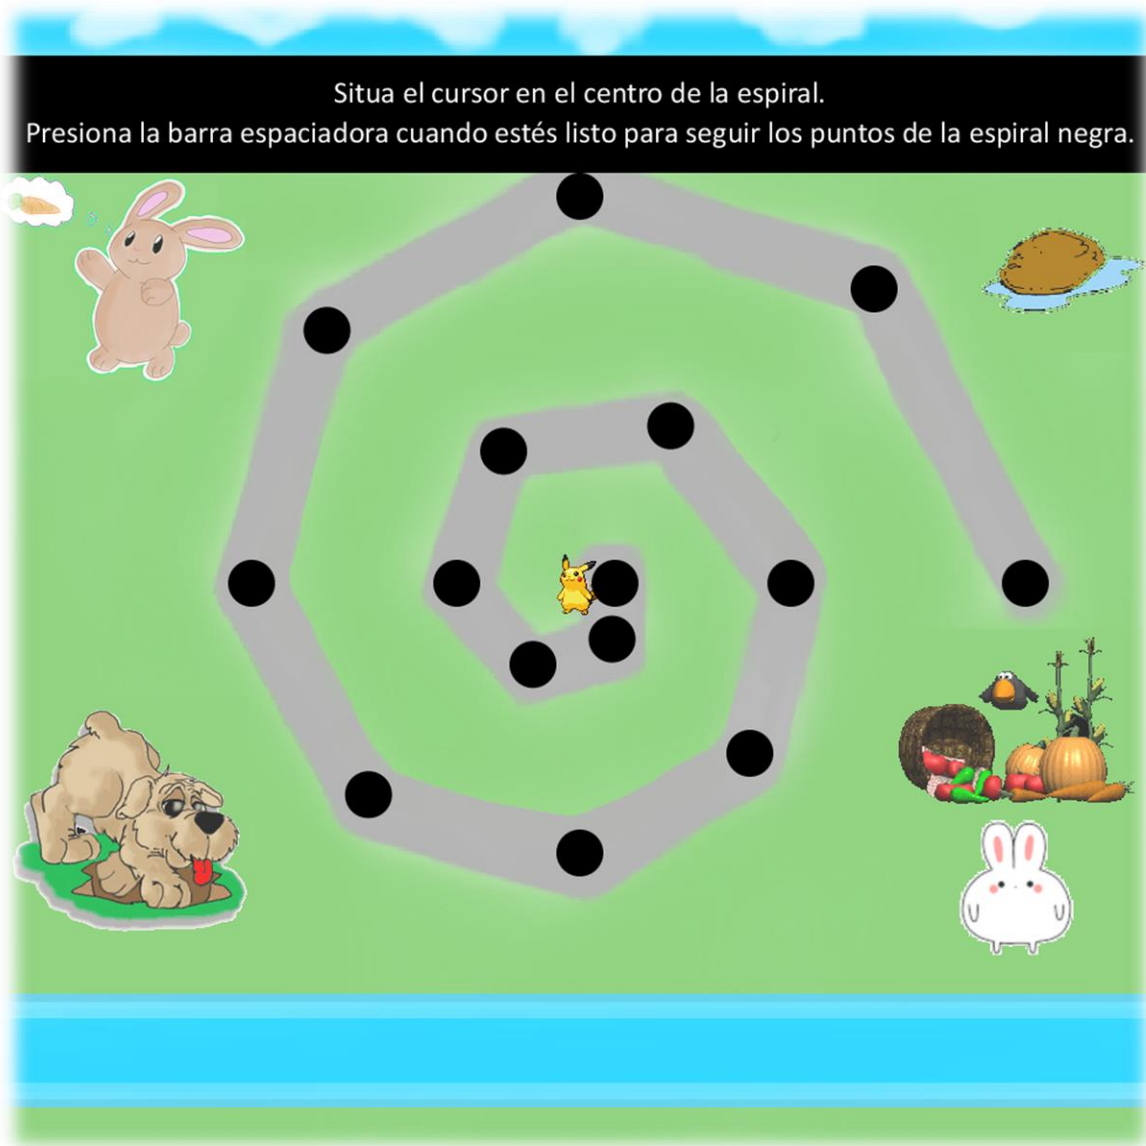 Situa el cursor en el centro de la espiral.
Presiona la barra espaciadora cuando estés listo para seguir los puntos de la espiral negra.